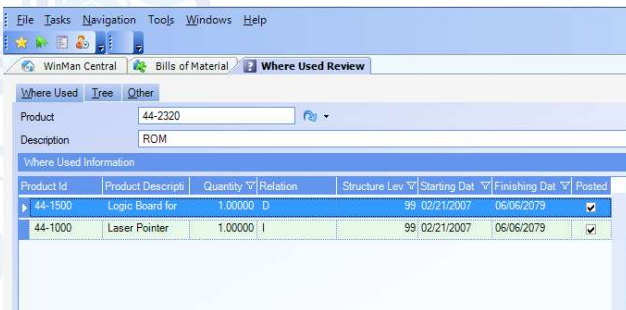 File Tasks Navigation Tools Windows Help
WinMan Central Bills of Material Where Used Review
Where Used Tree Other
Product 44-2320
Description ROM
Where Used Information
Product Id Product Descripti Quantity Relation Structure Lev Starting Dat Finishing Dat Posted
44-1500 Logic Board for 1.00000 D 99 02/21/2007 06/06/2079
44-1000 Laser Pointer 1.00000 I 99 02/21/2007 06/06/2079